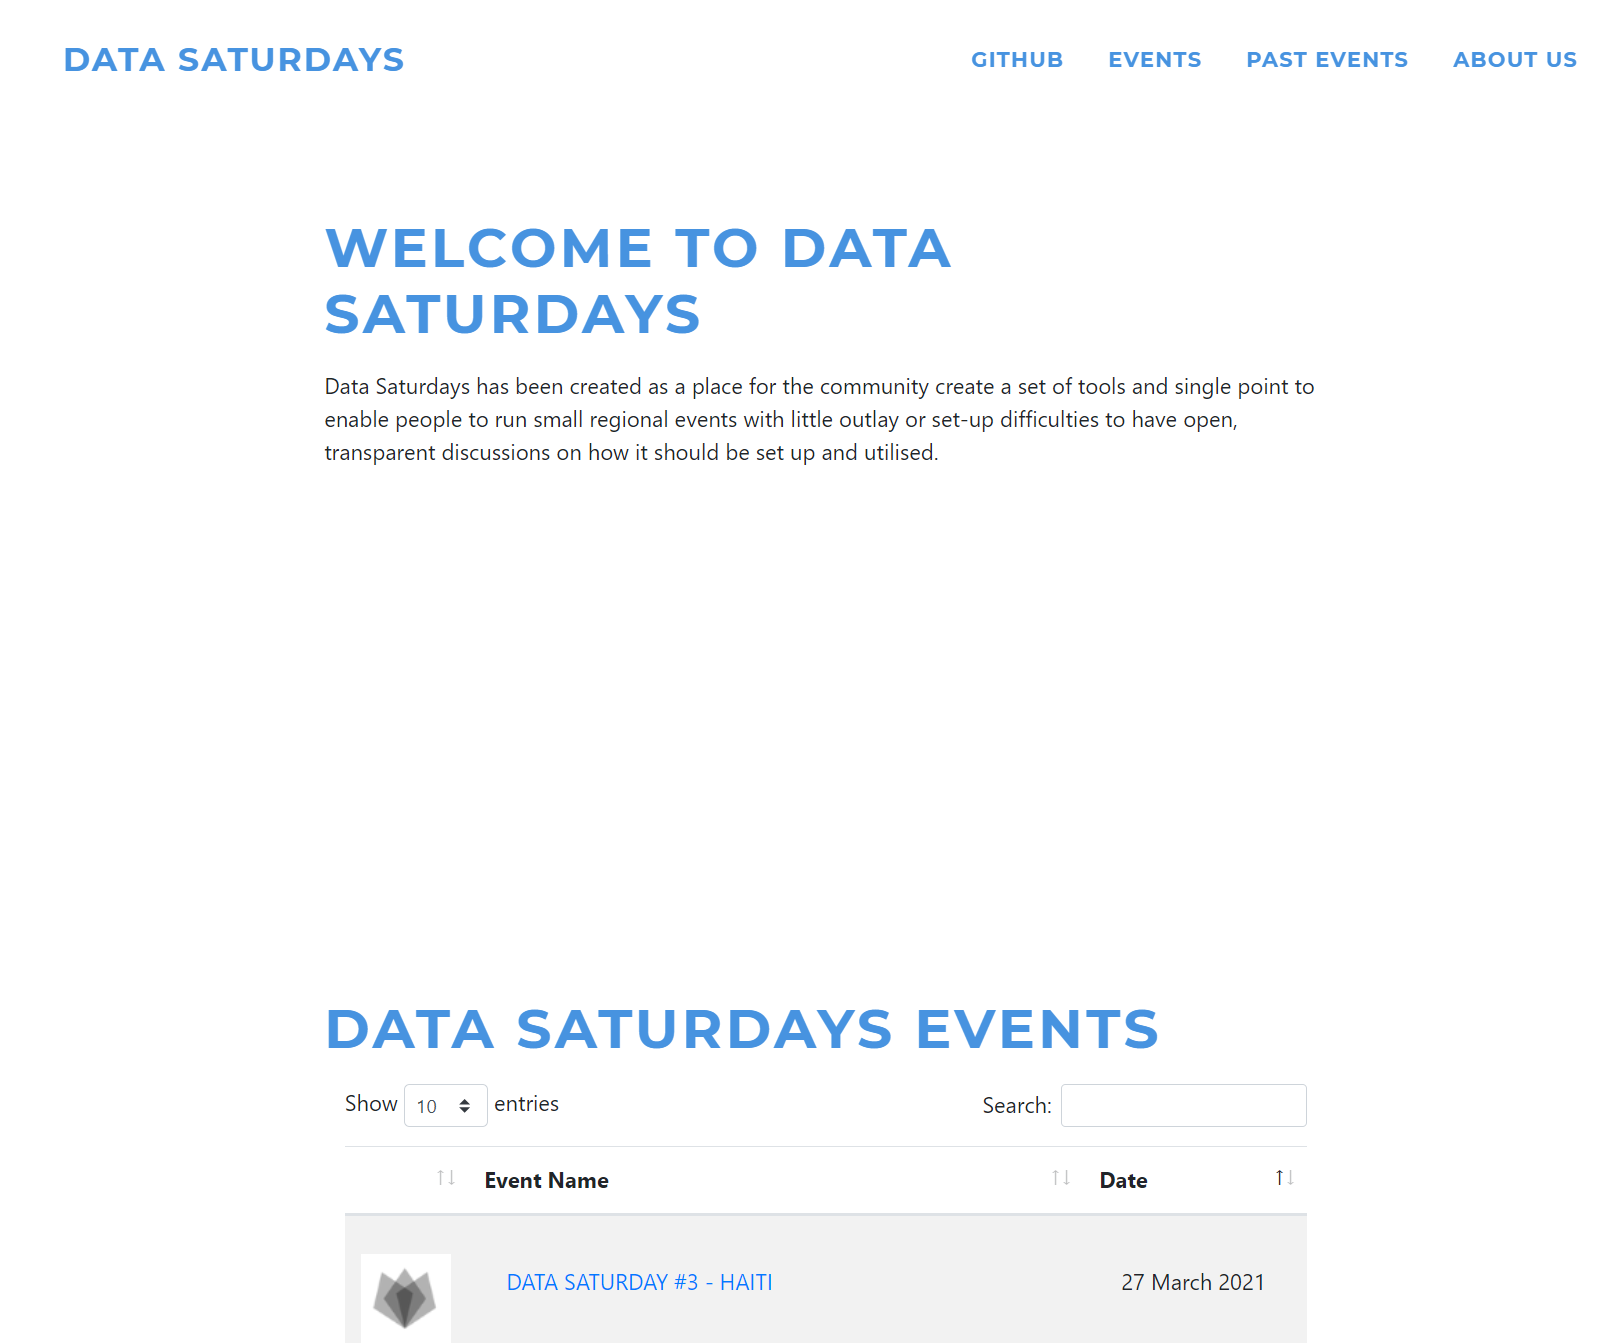 DATA SATURDAYS
GITHUB EVENTS PAST EVENTS ABOUT US
WELCOME TO DATA
SATURDAYS
Data Saturdays has been created as a place for the community create a set of tools and single point to
enable people to run small regional events with little outlay or set-up difficulties to have open,
transparent discussions on how it should be set up and utilised.
DATA SATURDAYS EVENTS
Show 10 entries Search:
Event Name Date
DATA SATURDAY #3 - HAITI 27 March 2021